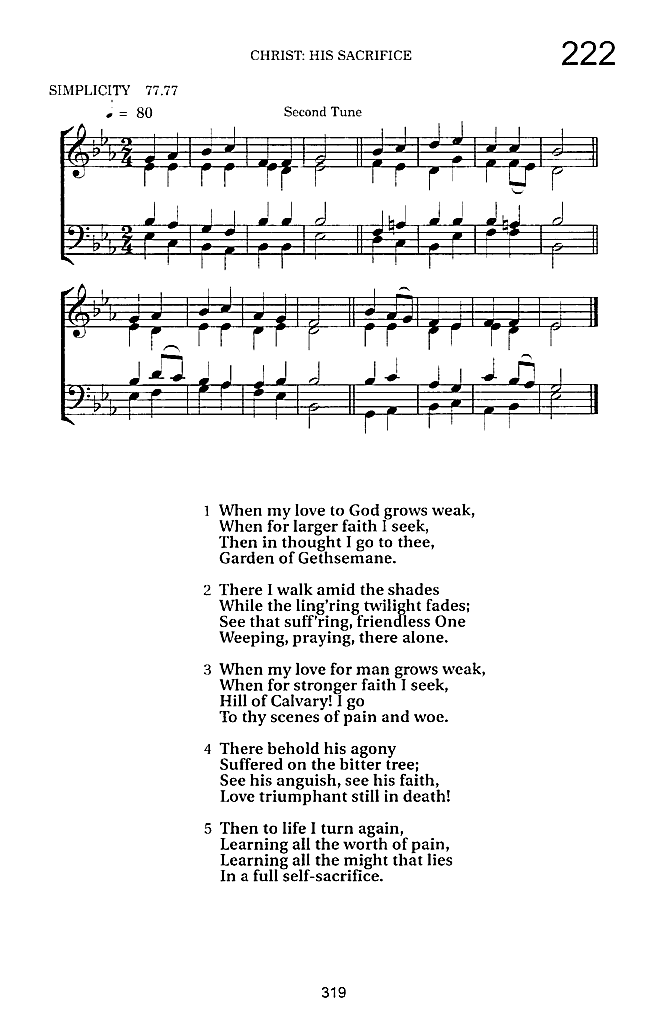 CHRIST: HIS SACRIFICE
222
SIMPLICITY 77.77
♩ = 80
Second Tune
1 When my love to God grows weak,
When for larger faith I seek,
Then in thought I go to thee,
Garden of Gethsemane.
2 There I walk amid the shades
While the ling'ring twilight fades;
See that suff'ring, friendless One
Weeping, praying, there alone.
3 When my love for man grows weak,
When for stronger faith I seek,
Hill of Calvary! I go
To thy scenes of pain and woe.
4 There behold his agony
Suffered on the bitter tree;
See his anguish, see his faith,
Love triumphant still in death!
5 Then to life I turn again,
Learning all the worth of pain,
Learning all the might that lies
In a full self-sacrifice.
319